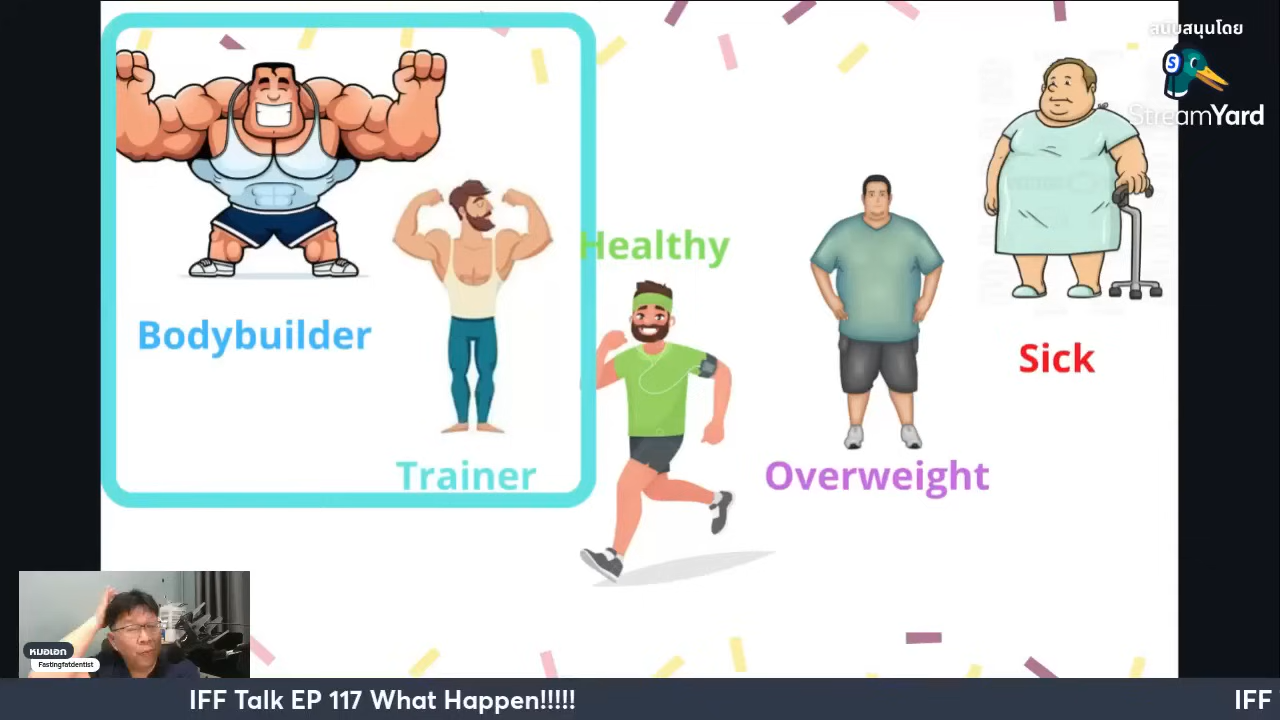 สนับสนุนโดย
S
StreamYard
Healthy
Bodybuilder
Sick
Trainer
Overweight
หมอเอก
Fastingfatdentist
IFF Talk EP 117 What Happen!!!!!
IFF